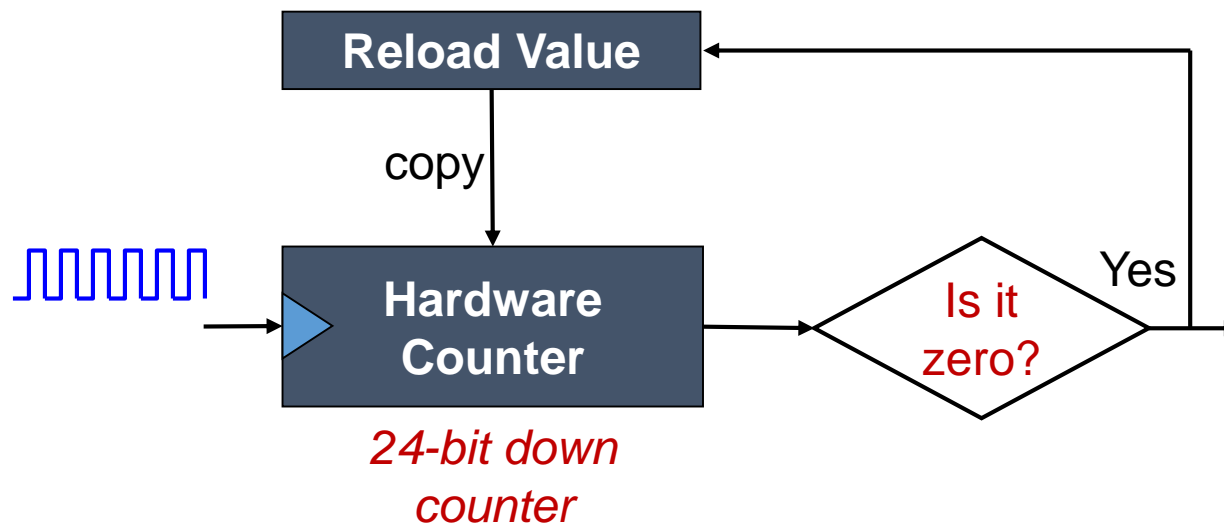 Reload Value
copy
Hardware
Counter
Is it
zero?
Yes
24-bit down
counter